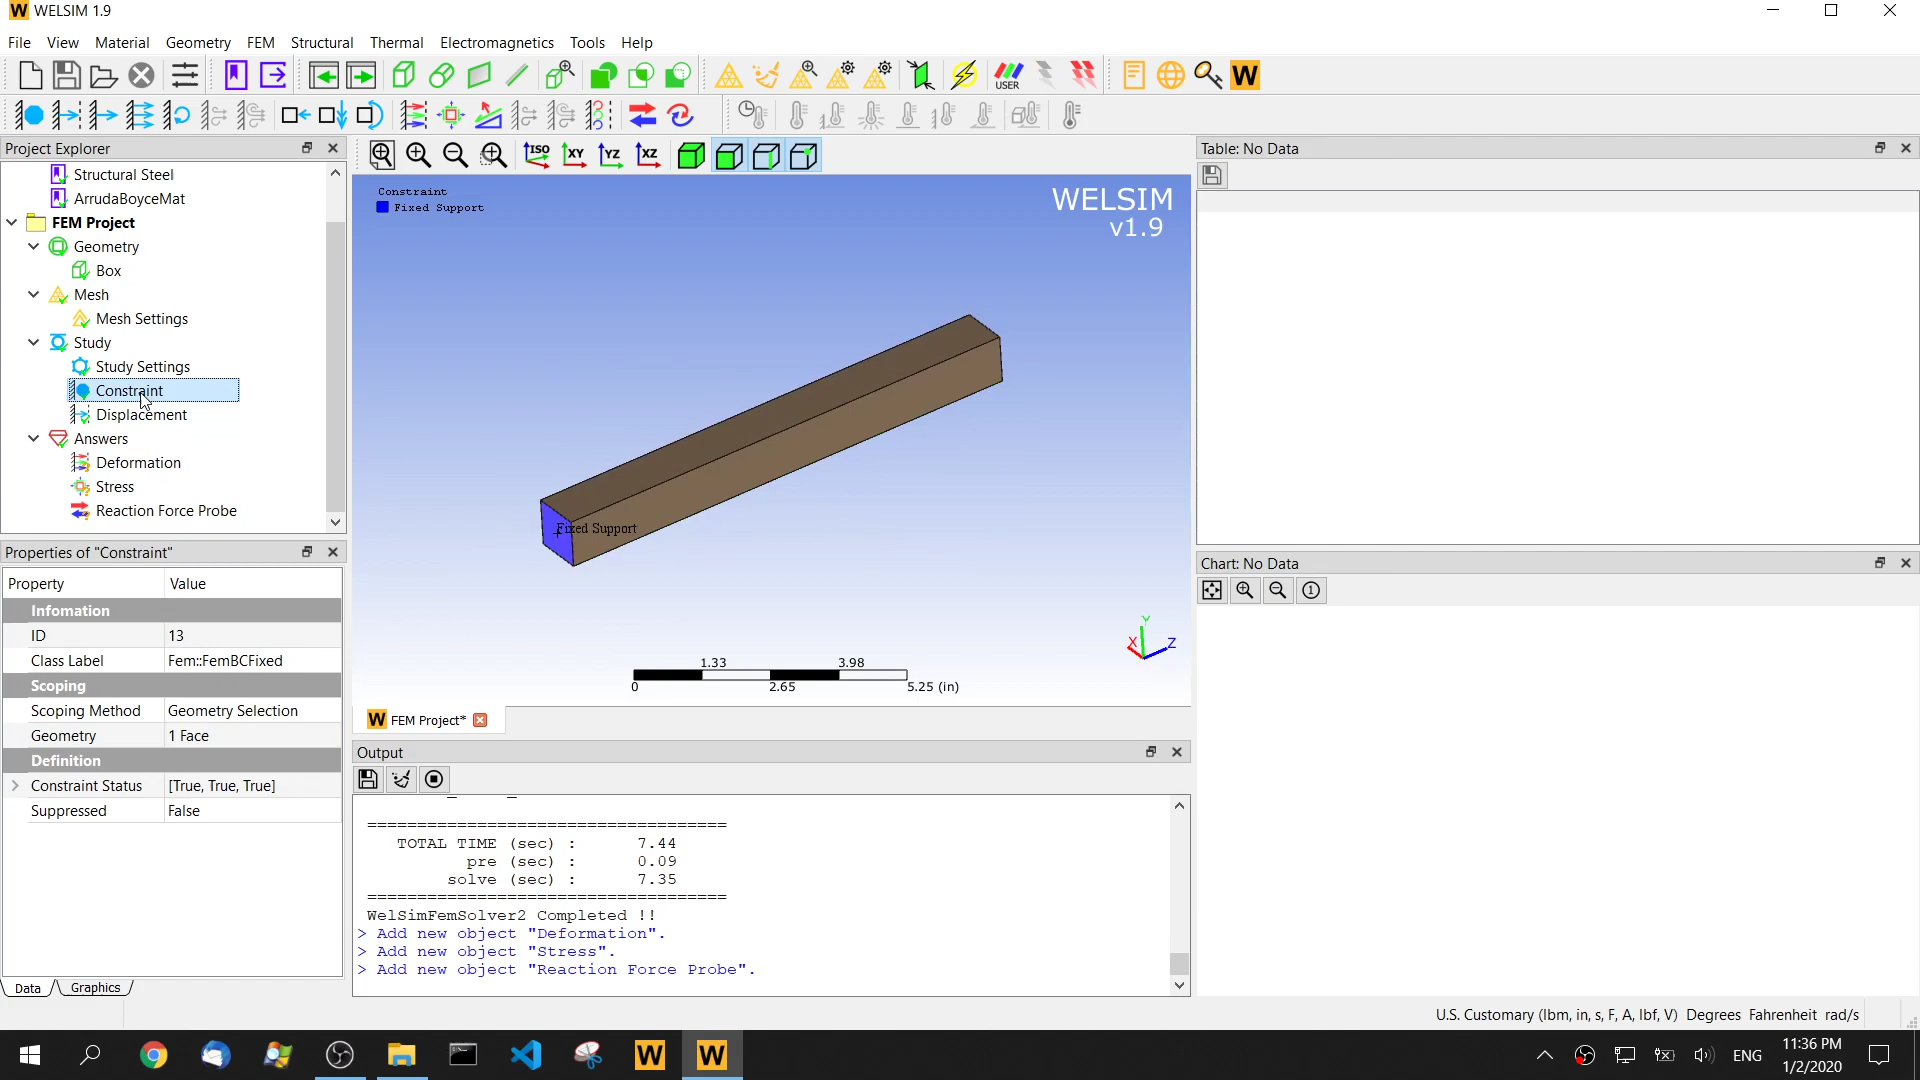 WELSIM 1.9
File View Material Geometry FEM Structural Thermal Electromagnetics Tools Help
USER
W
Project Explorer
ISO XY YZ XZ
Table: No Data
Structural Steel
ArrudaBoyceMat
FEM Project
Geometry
Box
Mesh
Mesh Settings
Study
Study Settings
Constraint
Displacement
Answers
Deformation
Stress
Reaction Force Probe
Constraint
Fixed Support
WELSIM
v1.9
Fixed Support
X Y Z
1.33 3.98
0 2.65 5.25 (in)
FEM Project*
Properties of "Constraint"
Property Value
Infomation
ID 13
Class Label Fem::FemBCFixed
Scoping
Scoping Method Geometry Selection
Geometry 1 Face
Definition
Constraint Status [True, True, True]
Suppressed False
Data Graphics
Output
===================================
TOTAL TIME (sec) : 7.44
pre (sec) : 0.09
solve (sec) : 7.35
===================================
WelSimFemSolver2 Completed !!
> Add new object "Deformation".
> Add new object "Stress".
> Add new object "Reaction Force Probe".
Chart: No Data
U.S. Customary (lbm, in, s, F, A, lbf, V) Degrees Fahrenheit rad/s
ENG
11:36 PM
1/2/2020